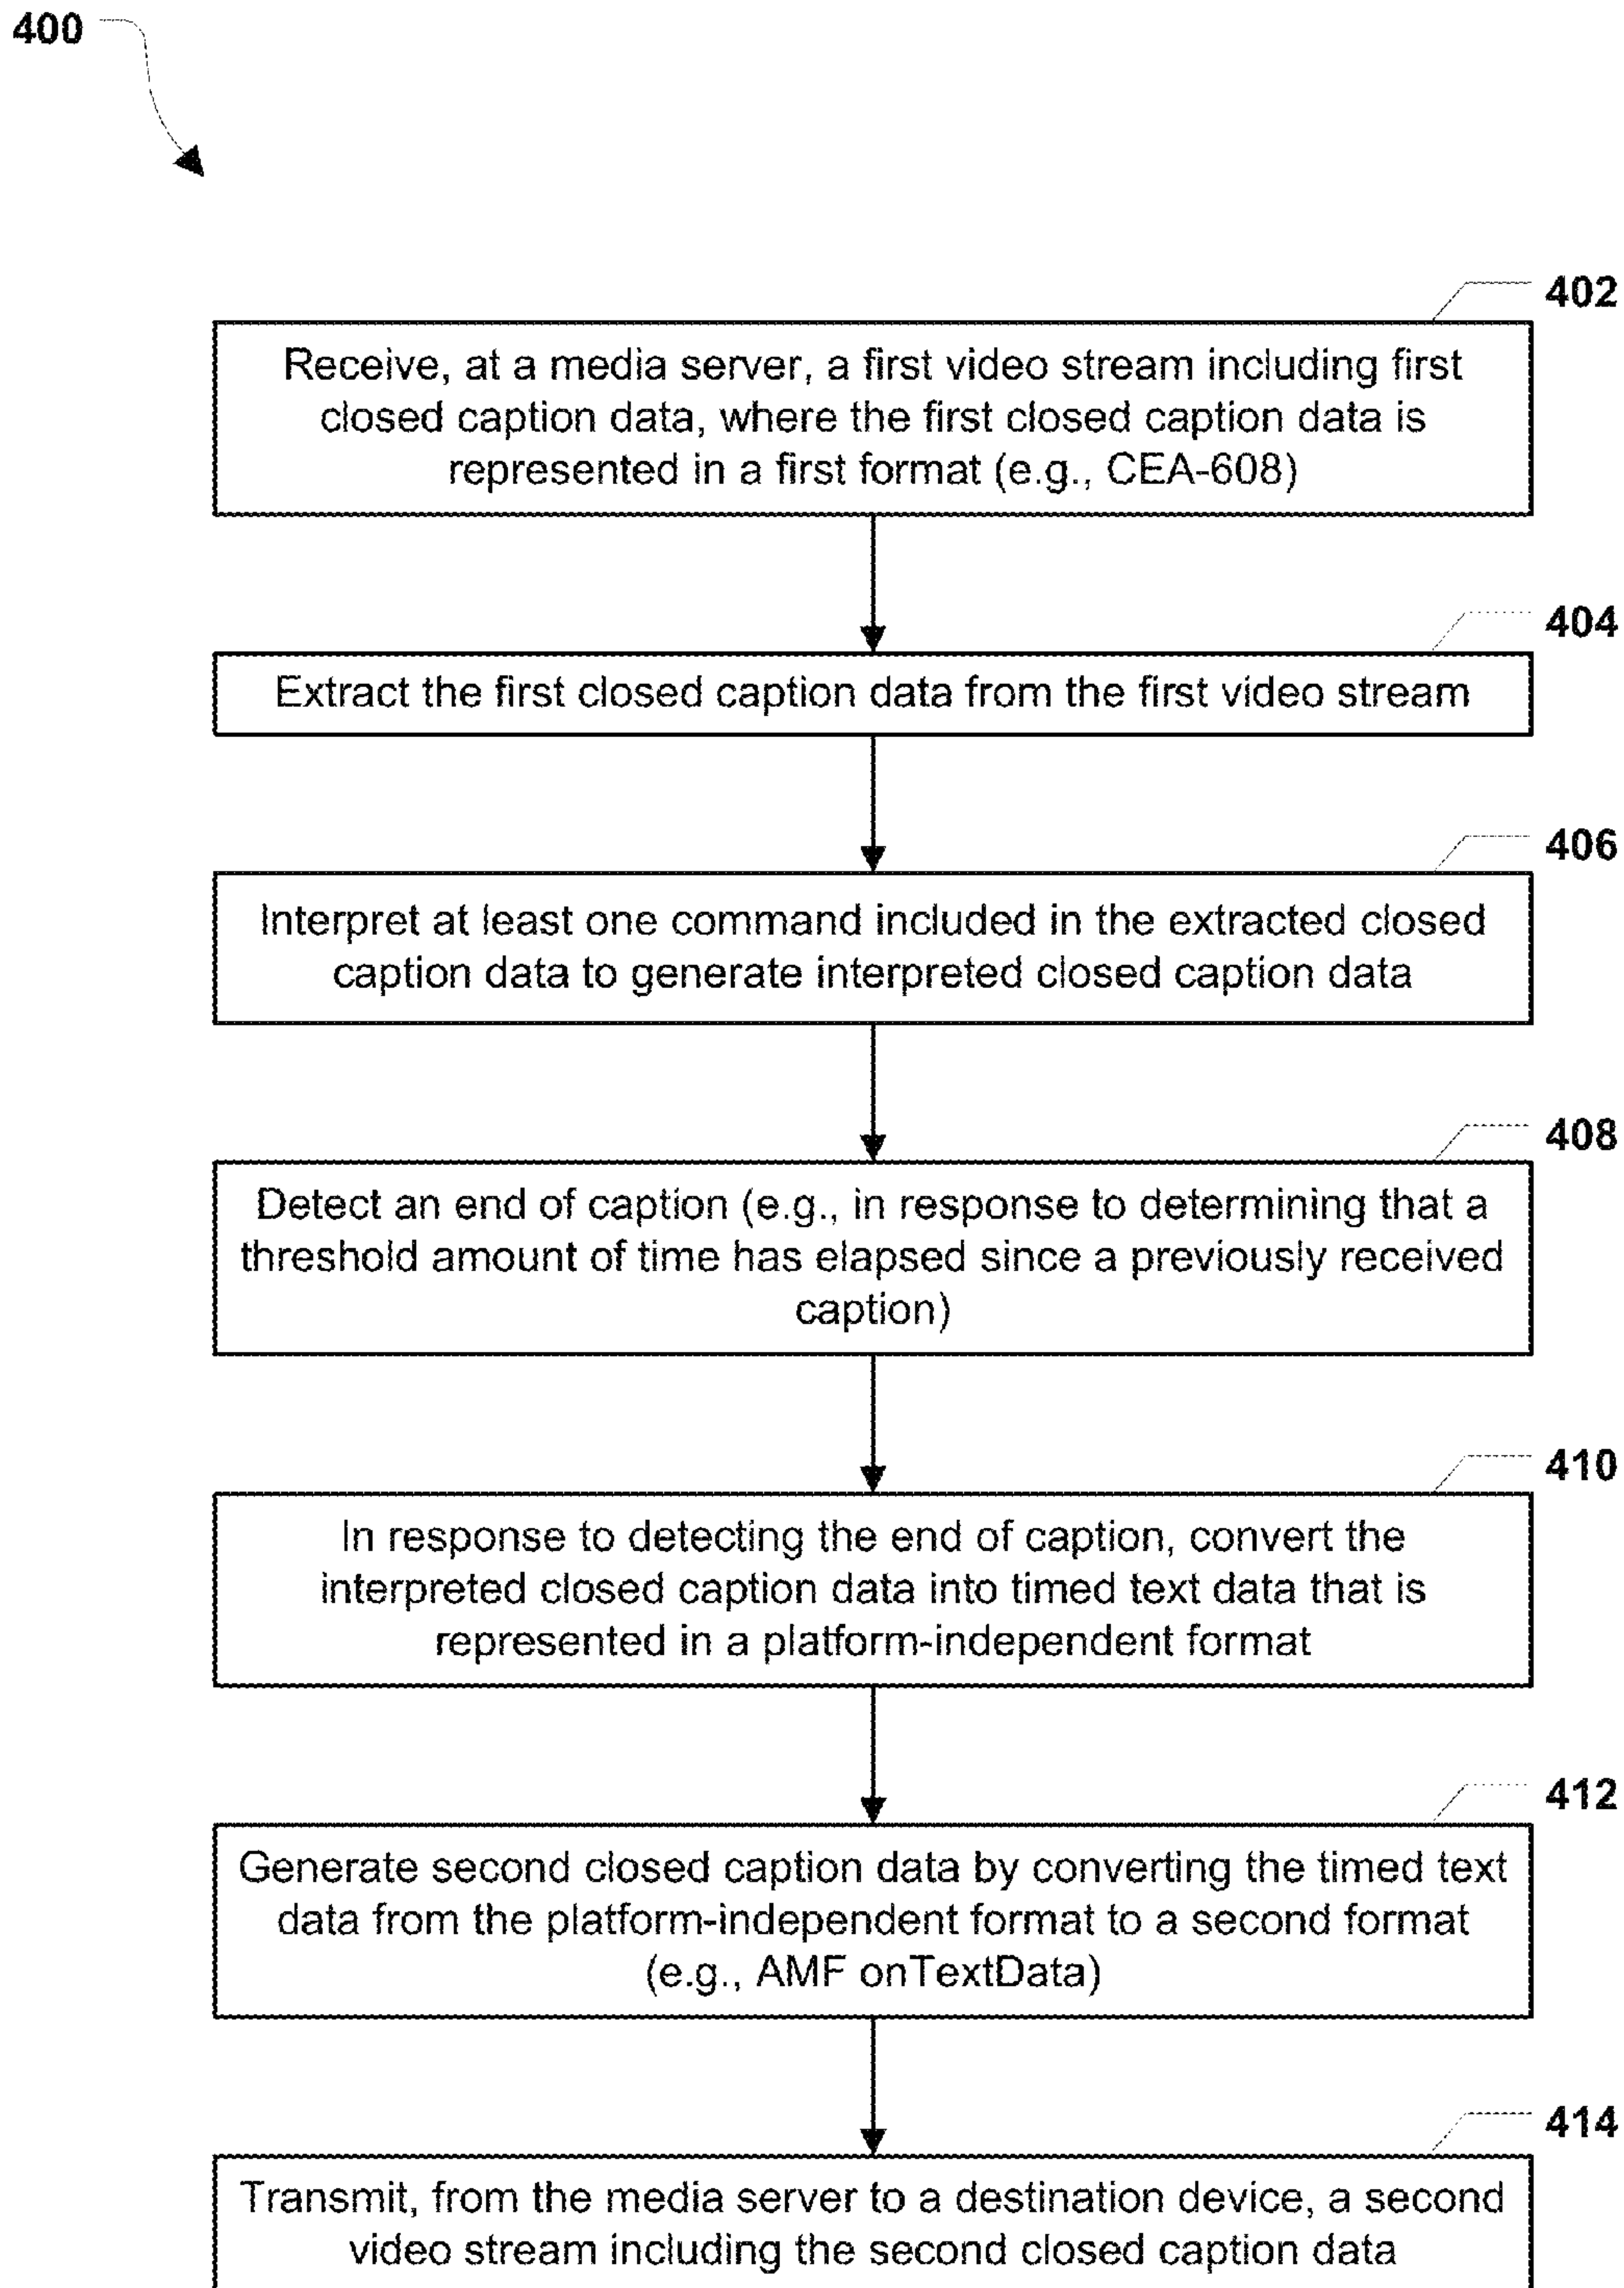 400
402
Receive, at a media server, a first video stream including first
closed caption data, where the first closed caption data is
represented in a first format (e.g., CEA-608)
404
Extract the first closed caption data from the first video stream
406
Interpret at least one command included in the extracted closed
caption data to generate interpreted closed caption data
408
Detect an end of caption (e.g., in response to determining that a
threshold amount of time has elapsed since a previously received
caption)
410
In response to detecting the end of caption, convert the
interpreted closed caption data into timed text data that is
represented in a platform-independent format
412
Generate second closed caption data by converting the timed text
data from the platform-independent format to a second format
(e.g., AMF onTextData)
414
Transmit, from the media server to a destination device, a second
video stream including the second closed caption data